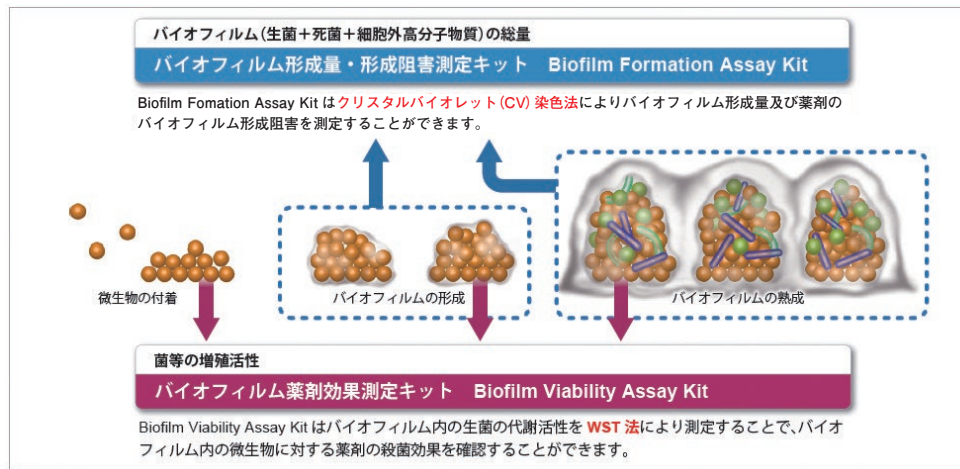 バイオフィルム(生菌+死菌+細胞外高分子物質)の総量
バイオフィルム形成量・形成阻害測定キット Biofilm Formation Assay Kit
Biofilm Fomation Assay Kit はクリスタルバイオレット(CV)染色法によりバイオフィルム形成量及び薬剤の
バイオフィルム形成阻害を測定することができます。
微生物の付着
バイオフィルムの形成
バイオフィルムの熟成
菌等の増殖活性
バイオフィルム薬剤効果測定キット Biofilm Viability Assay Kit
Biofilm Viability Assay Kit はバイオフィルム内の生菌の代謝活性を WST 法により測定することで、バイオ
フィルム内の微生物に対する薬剤の殺菌効果を確認することができます。